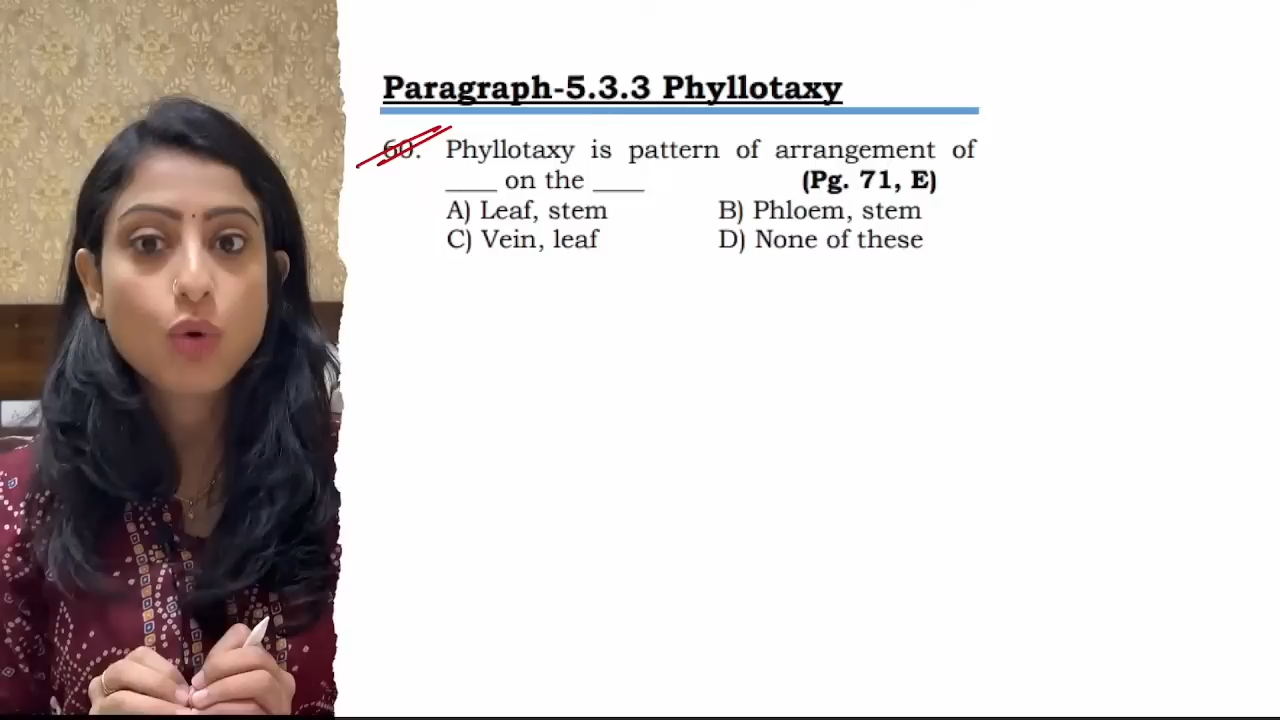 Paragraph-5.3.3 Phyllotaxy
60. Phyllotaxy is pattern of arrangement of
____ on the ____ (Pg. 71, E)
A) Leaf, stem B) Phloem, stem
C) Vein, leaf D) None of these